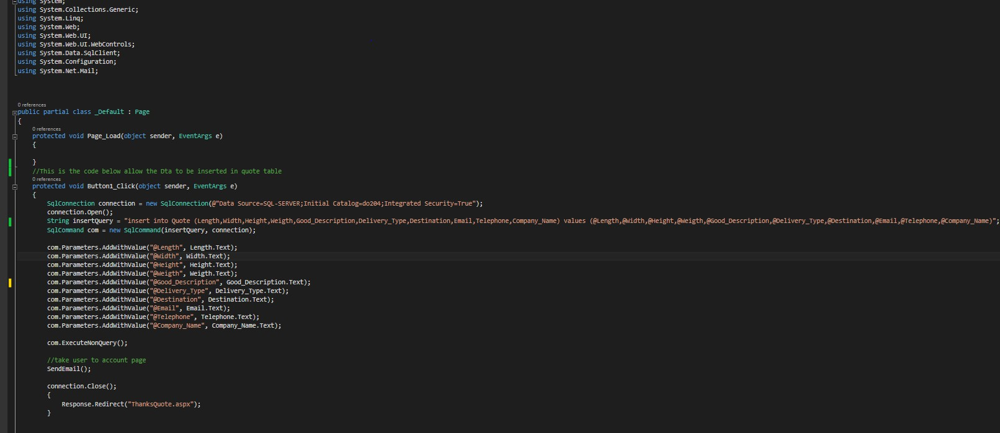 using System;
using System.Collections.Generic;
using System.Linq;
using System.Web;
using System.Web.UI;
using System.Web.UI.WebControls;
using System.Data.SqlClient;
using System.Configuration;
using System.Net.Mail;
0 references
public partial class _Default : Page
{
0 references
protected void Page_Load(object sender, EventArgs e)
{
}
//This is the code below allow the Dta to be inserted in quote table
0 references
protected void Button1_Click(object sender, EventArgs e)
{
SqlConnection connection = new SqlConnection(@"Data Source=SQL-SERVER;Initial Catalog=do204;Integrated Security=True");
connection.Open();
String insertQuery = "insert into Quote (Length,Width,Height,Weigth,Good_Description,Delivery_Type,Destination,Email,Telephone,Company_Name) values (@Length,@Width,@Height,@Weigth,@Good_Description,@Delivery_Type,@Destination,@Email,@Telephone,@Company_Name)";
SqlCommand com = new SqlCommand(insertQuery, connection);
com.Parameters.AddWithValue("@Length", Length.Text);
com.Parameters.AddWithValue("@Width", Width.Text);
com.Parameters.AddWithValue("@Height", Height.Text);
com.Parameters.AddWithValue("@Weigth", Weigth.Text);
com.Parameters.AddWithValue("@Good_Description", Good_Description.Text);
com.Parameters.AddWithValue("@Delivery_Type", Delivery_Type.Text);
com.Parameters.AddWithValue("@Destination", Destination.Text);
com.Parameters.AddWithValue("@Email", Email.Text);
com.Parameters.AddWithValue("@Telephone", Telephone.Text);
com.Parameters.AddWithValue("@Company_Name", Company_Name.Text);
com.ExecuteNonQuery();
//take user to account page
SendEmail();
connection.Close();
{
Response.Redirect("ThanksQuote.aspx");
}